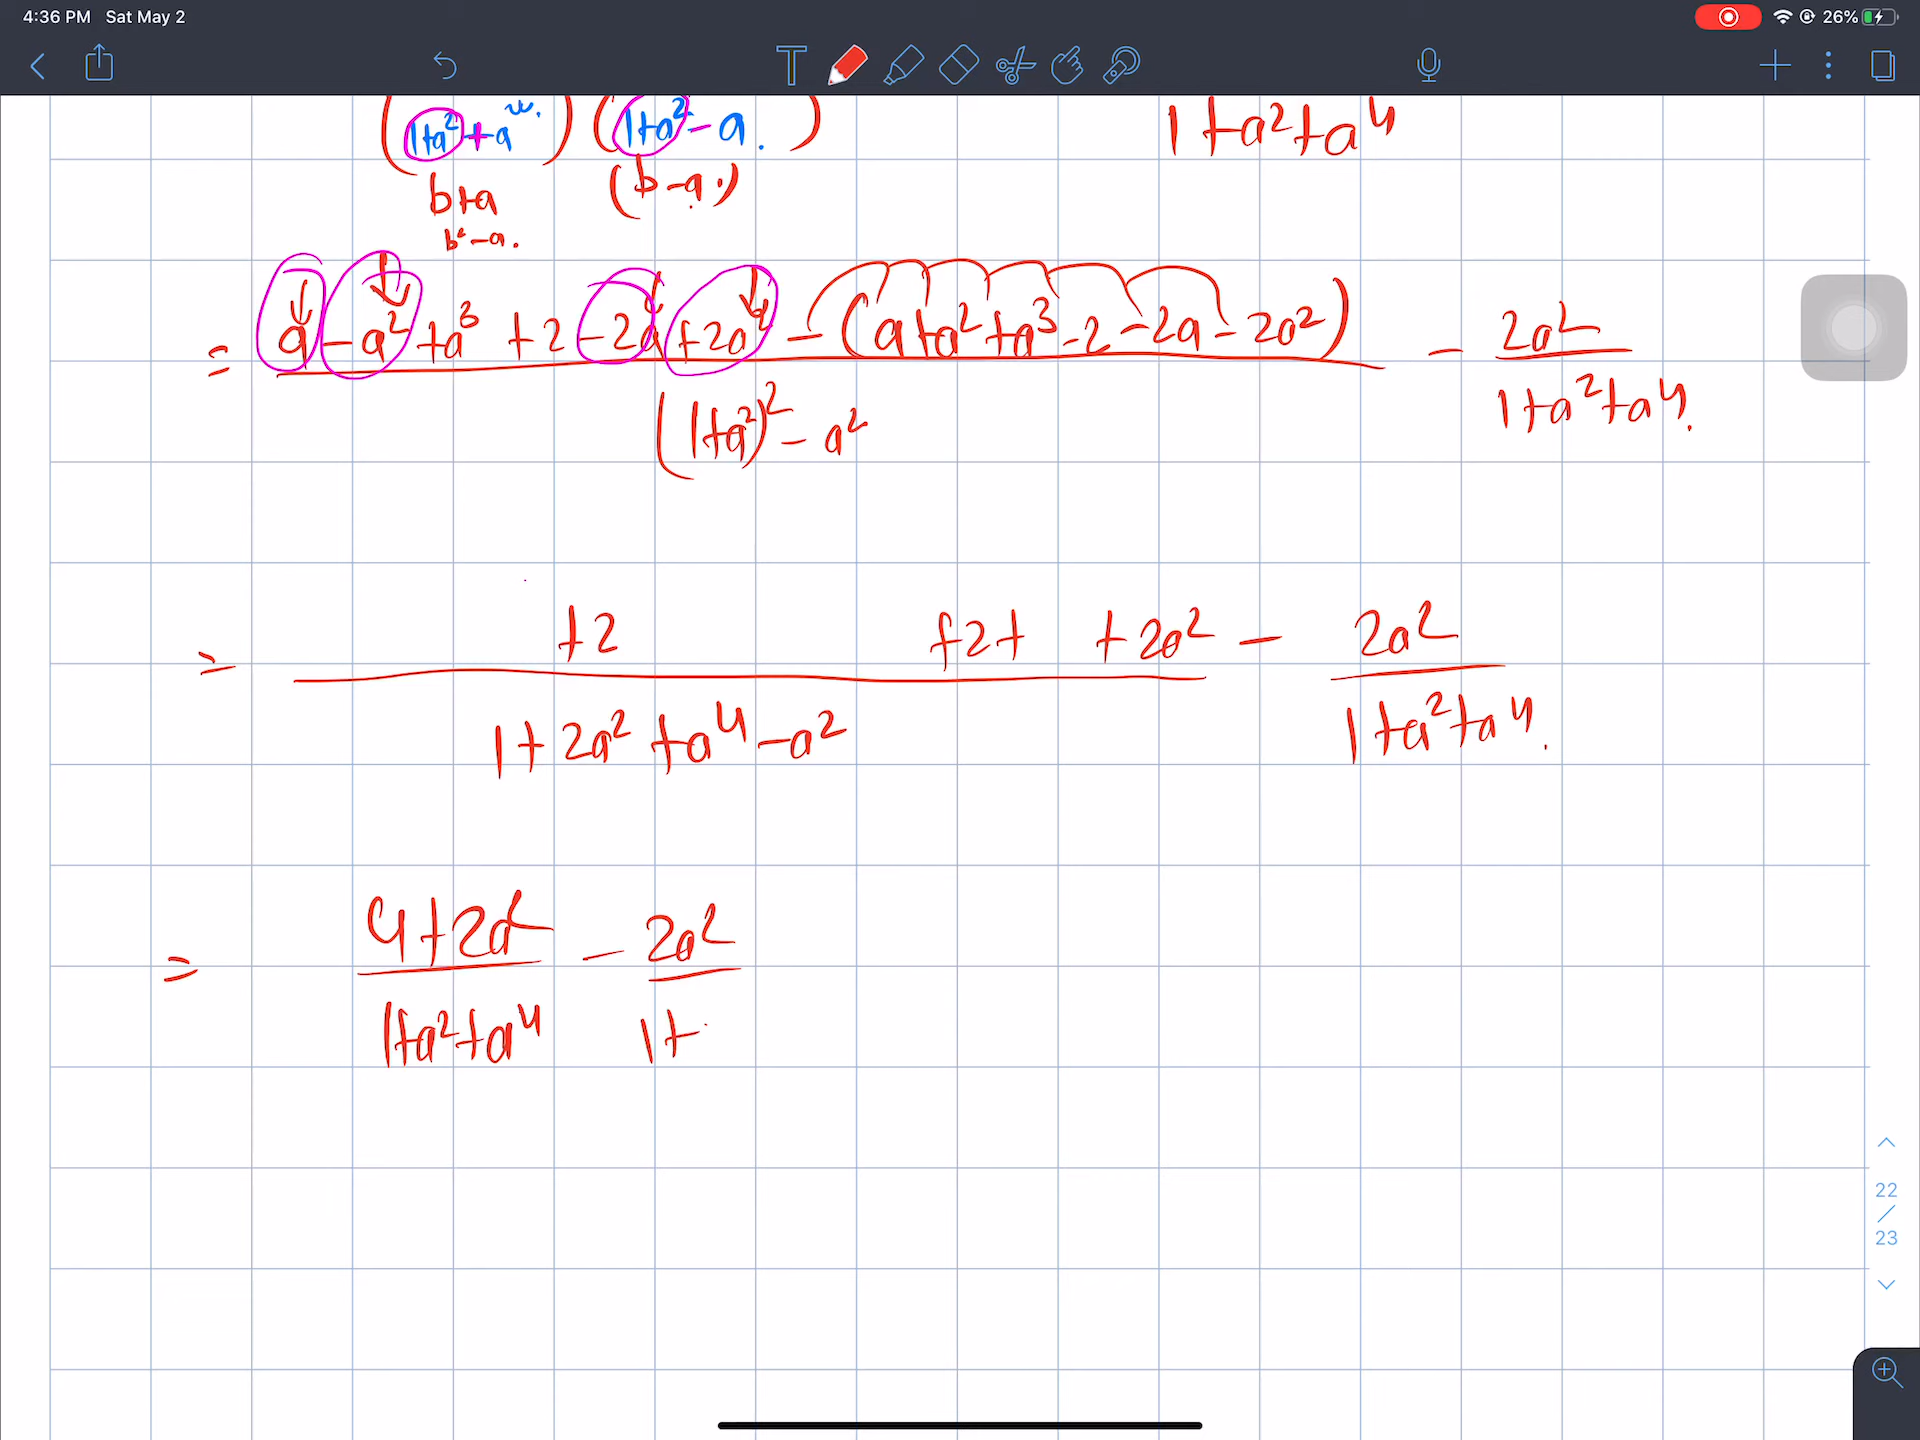 4:36 PM Sat May 2 26%
(1+a²+a )(1+a²-a. ) 1+a²+a⁴
b+a (b-a.)
b²-a.
= a-a²+a³+2-2a+2a²-(a+a²+a³-2-2a-2a²) - 2a²
(1+a²)²-a² 1+a²+a⁴.
= +2 +2+ +2a² - 2a²
1+2a²+a⁴-a² 1+a²+a⁴.
= 4+2a² - 2a²
1+a²+a⁴ 1+
22
/
23